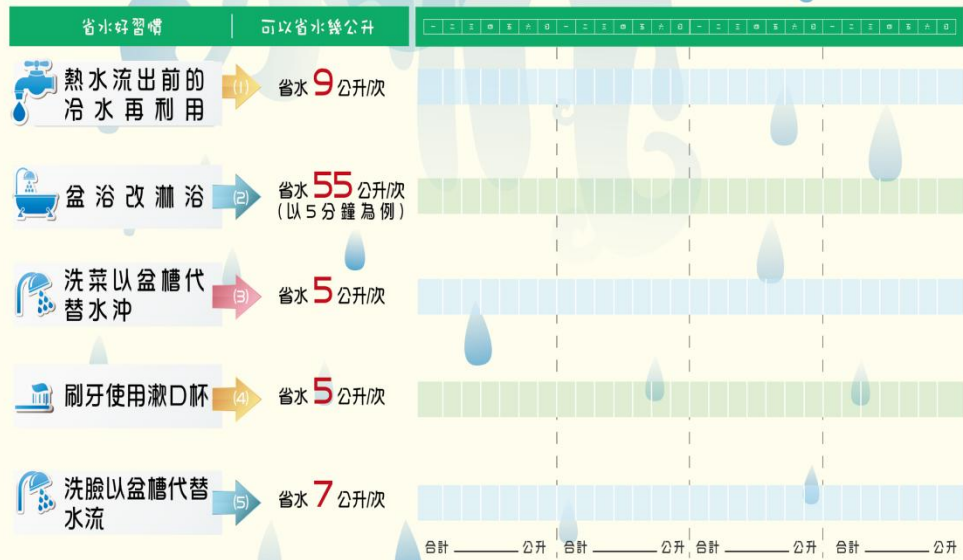 省水好習慣 可以省水幾公升 一 二 三 四 五 六 日 一 二 三 四 五 六 日 一 二 三 四 五 六 日 一 二 三 四 五 六 日
熱水流出前的
冷水再利用
(1)
省水 9 公升/次
盆浴改淋浴
(2)
省水 55 公升/次
(以5分鐘為例)
洗菜以盆槽代
替水沖
(3)
省水 5 公升/次
刷牙使用漱口杯
(4)
省水 5 公升/次
洗臉以盆槽代替
水流
(5)
省水 7 公升/次
合計 ______ 公升 合計 ______ 公升 合計 ______ 公升 合計 ______ 公升